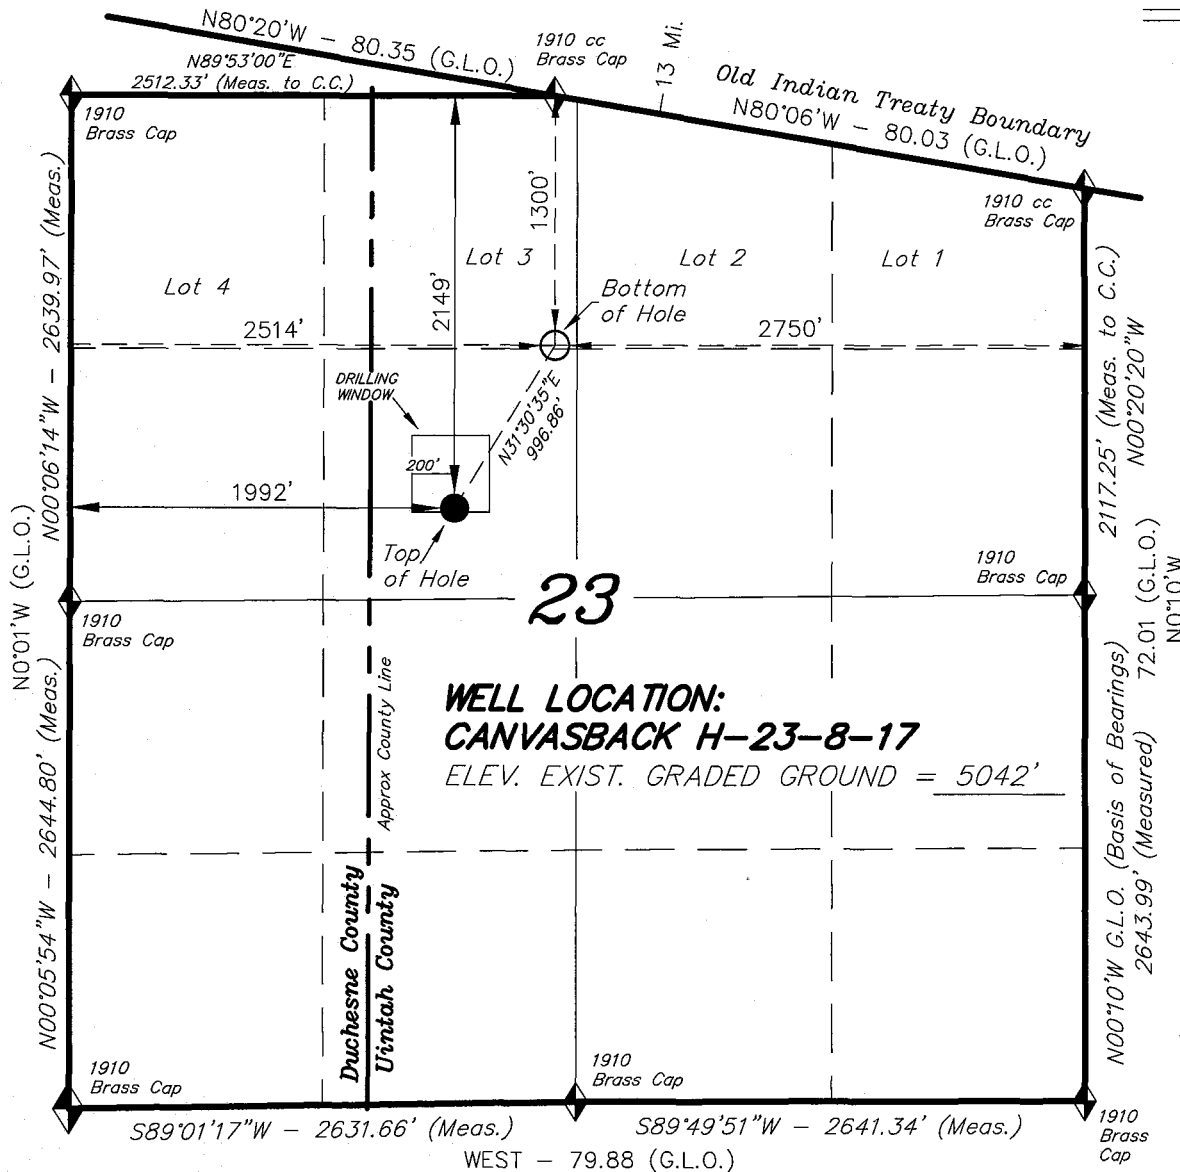 N80°20'W - 80.35 (G.L.O.)
N89°53'00"E
2512.33' (Meas. to C.C.)
1910 cc
Brass Cap
13 Mi.
Old Indian Treaty Boundary
N80°06'W - 80.03 (G.L.O.)
1910
Brass Cap
1910 cc
Brass Cap
N00°06'14"W - 2639.97' (Meas.)
1300'
2149'
Lot 4
Lot 3
Lot 2
Lot 1
Bottom
of Hole
2514'
2750'
2117.25' (Meas. to C.C.)
N00°20'20"W
DRILLING
WINDOW
N31°30'35"E
996.86'
200'
1992'
Top
of Hole
N0°01'W (G.L.O.)
23
1910
Brass Cap
1910
Brass Cap
72.01 (G.L.O.)
N0°10'W
N00°05'54"W - 2644.80' (Meas.)
Approx County Line
WELL LOCATION:
CANVASBACK H-23-8-17
ELEV. EXIST. GRADED GROUND = 5042'
N00°10'W G.L.O. (Basis of Bearings)
2643.99' (Measured)
Duchesne County
Uintah County
1910
Brass Cap
1910
Brass Cap
1910
Brass
Cap
S89°01'17"W - 2631.66' (Meas.)
S89°49'51"W - 2641.34' (Meas.)
WEST - 79.88 (G.L.O.)